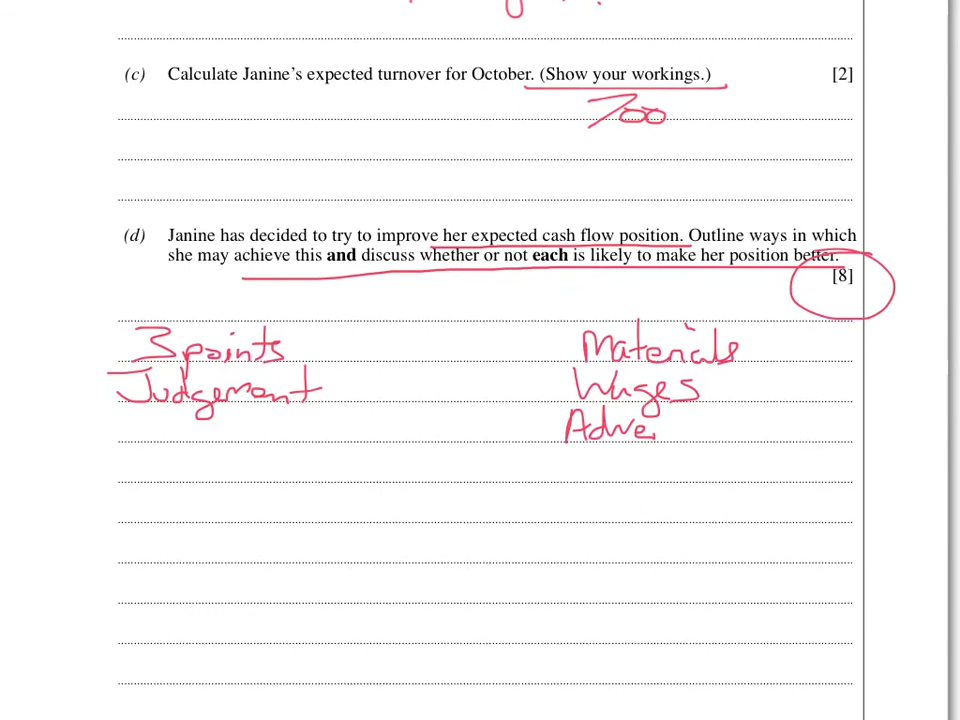 (c) Calculate Janine's expected turnover for October. (Show your workings.) [2]
700
(d) Janine has decided to try to improve her expected cash flow position. Outline ways in which
she may achieve this and discuss whether or not each is likely to make her position better.
[8]
3 points
Judgement
Materials
Wages
Adve